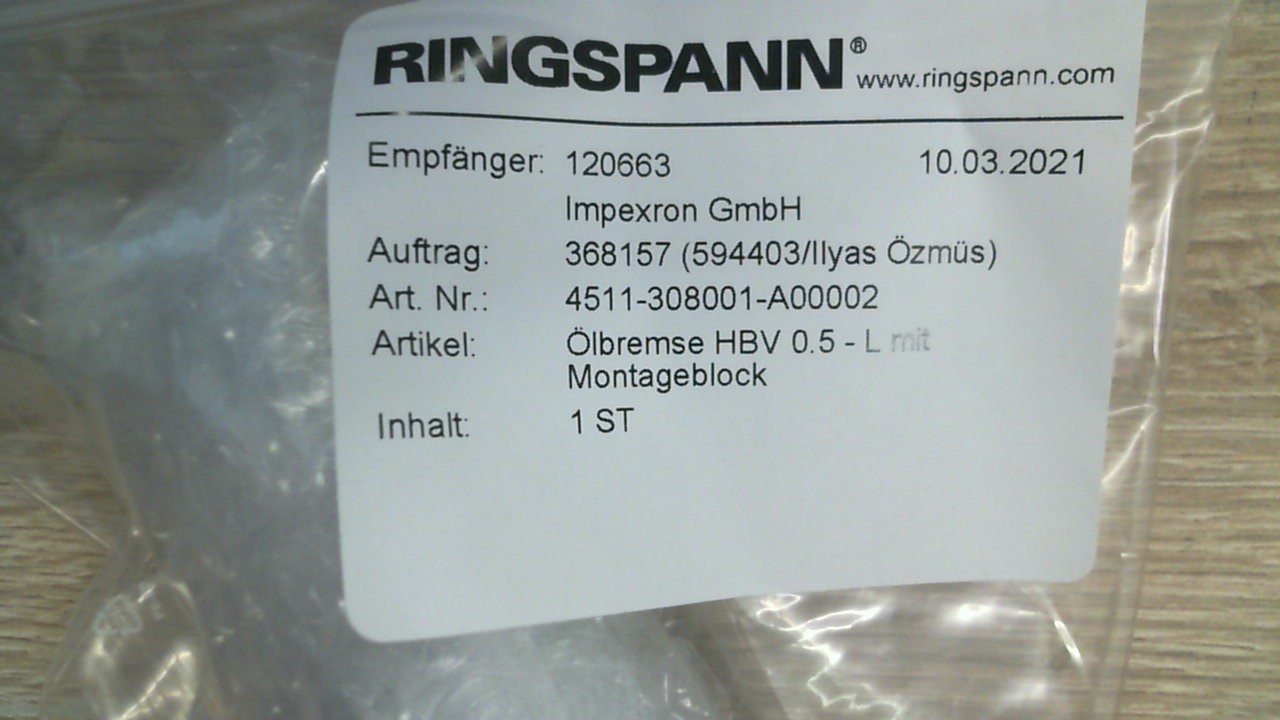 RINGSPANN® www.ringspann.com
Empfänger: 120663 10.03.2021
Impexron GmbH
Auftrag: 368157 (594403/Ilyas Özmüs)
Art. Nr.: 4511-308001-A00002
Artikel: Ölbremse HBV 0.5 - L mit
Montageblock
Inhalt: 1 ST